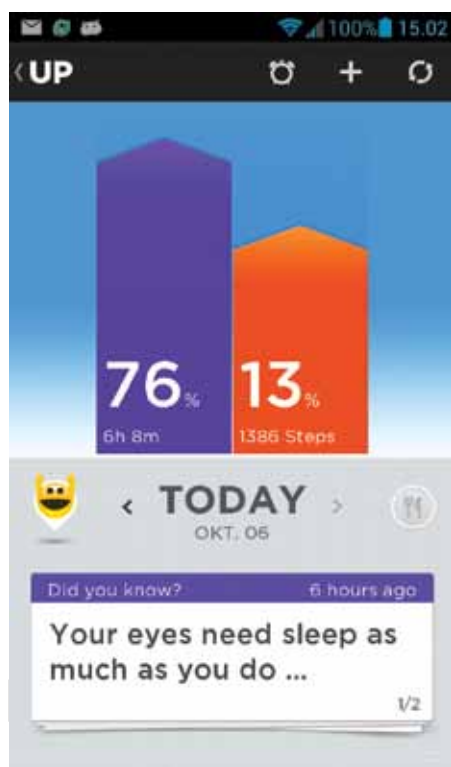 100% 15.02
UP
76%
6h 8m
13%
1386 Steps
TODAY
OKT. 06
Did you know? 6 hours ago
Your eyes need sleep as
much as you do ...
1/2